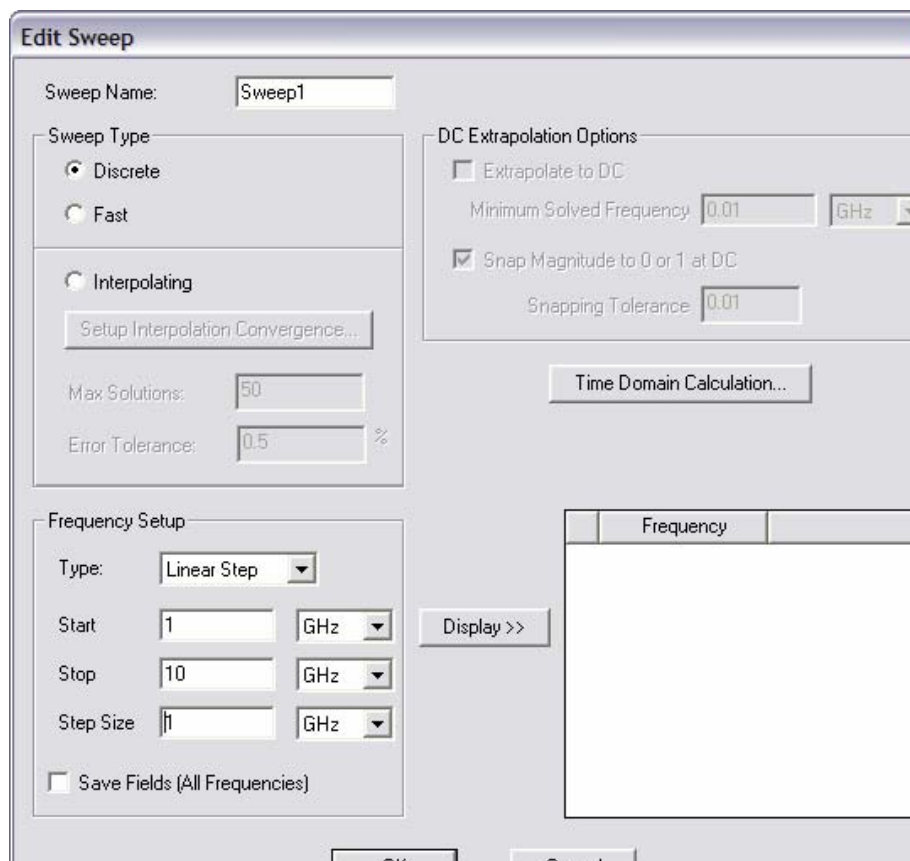 Edit Sweep
Sweep Name: Sweep1
Sweep Type
Discrete
Fast
Interpolating
Setup Interpolation Convergence...
Max Solutions: 50
Error Tolerance: 0.5 %
DC Extrapolation Options
Extrapolate to DC
Minimum Solved Frequency 0.01 GHz
Snap Magnitude to 0 or 1 at DC
Snapping Tolerance 0.01
Time Domain Calculation...
Frequency Setup
Type: Linear Step
Start 1 GHz
Stop 10 GHz
Step Size 1 GHz
Save Fields (All Frequencies)
Display >>
Frequency